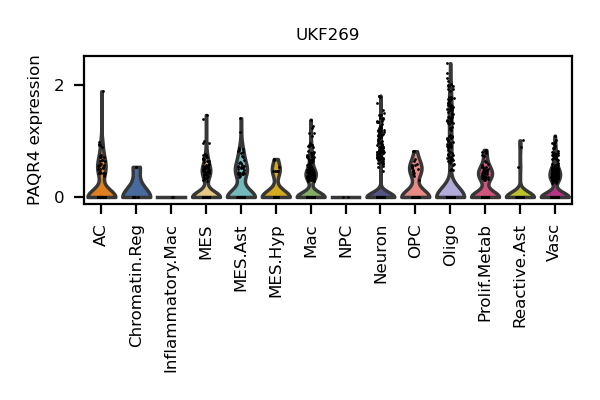 UKF269
PAQR4 expression
2
0
AC
Chromatin.Reg
Inflammatory.Mac
MES
MES.Ast
MES.Hyp
Mac
NPC
Neuron
OPC
Oligo
Prolif.Metab
Reactive.Ast
Vasc